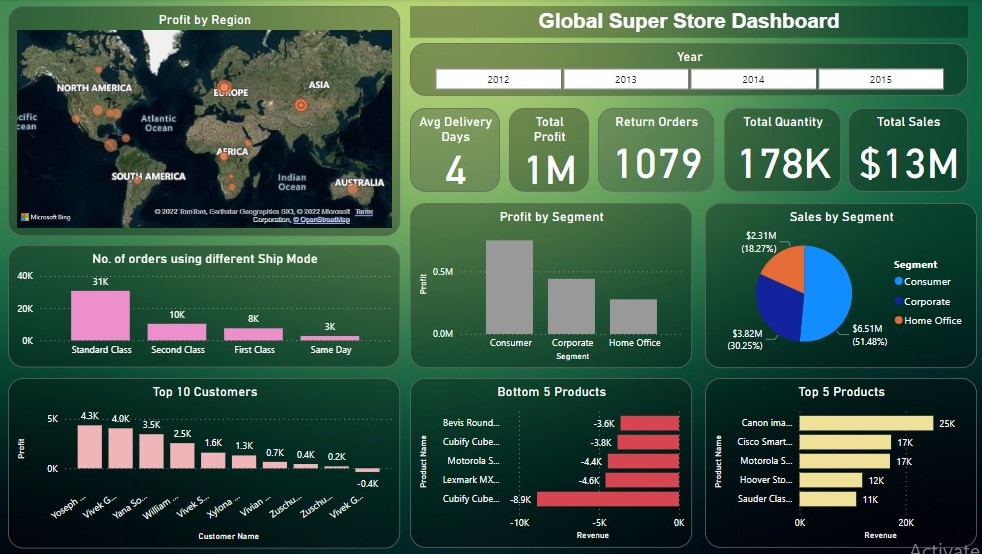 Profit by Region
NORTH AMERICA
EUROPE
ASIA
cific
cean
Atlantic
Ocean
AFRICA
SOUTH AMERICA
Indian
Ocean
AUSTRALIA
Microsoft Bing
© 2022 TomTom, Earthstar Geographics SIO, © 2022 Microsoft Terms
Corporation, © OpenStreetMap
Global Super Store Dashboard
Year
2012 2013 2014 2015
Avg Delivery
Days
4
Total
Profit
1M
Return Orders
1079
Total Quantity
178K
Total Sales
$13M
No. of orders using different Ship Mode
40K
20K
0K
31K 10K 8K 3K
Standard Class Second Class First Class Same Day
Profit by Segment
Profit
0.5M
0.0M
Consumer Corporate Home Office
Segment
Sales by Segment
$2.31M
(18.27%)
$3.82M
(30.25%)
$6.51M
(51.48%)
Segment
Consumer
Corporate
Home Office
Top 10 Customers
Profit
5K
0K
4.3K 4.0K 3.5K 2.5K 1.6K 1.3K 0.7K 0.4K 0.2K -0.4K
Yoseph ... Vivek G... Yana So... William ... Vivek S... Xylona ... Vivian ... Zuschu... Zuschu... Vivek G...
Customer Name
Bottom 5 Products
Product Name
Bevis Round... -3.6K
Cubify Cube... -3.8K
Motorola S... -4.4K
Lexmark MX... -4.6K
Cubify Cube... -8.9K
-10K -5K 0K
Revenue
Top 5 Products
Product Name
Canon ima... 25K
Cisco Smart... 17K
Motorola S... 17K
Hoover Sto... 12K
Sauder Clas... 11K
0K 20K
Revenue
Activate